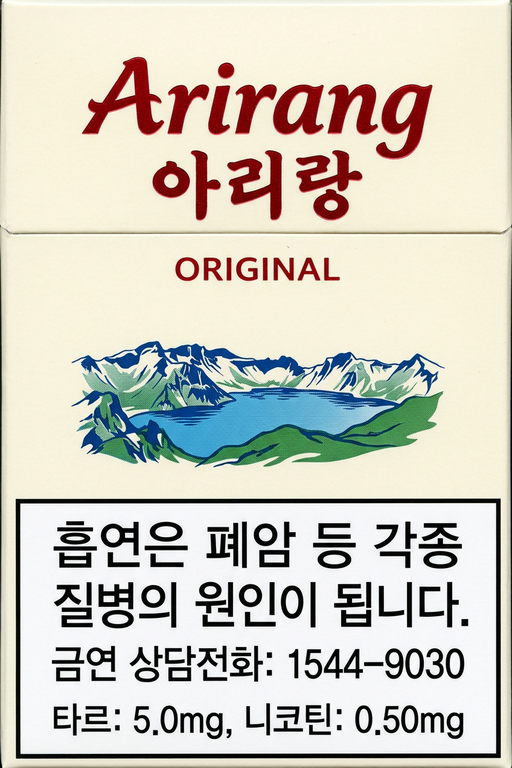 Arirang
아리랑
ORIGINAL
흡연은 폐암 등 각종
질병의 원인이 됩니다.
금연 상담전화: 1544-9030
타르: 5.0mg, 니코틴: 0.50mg